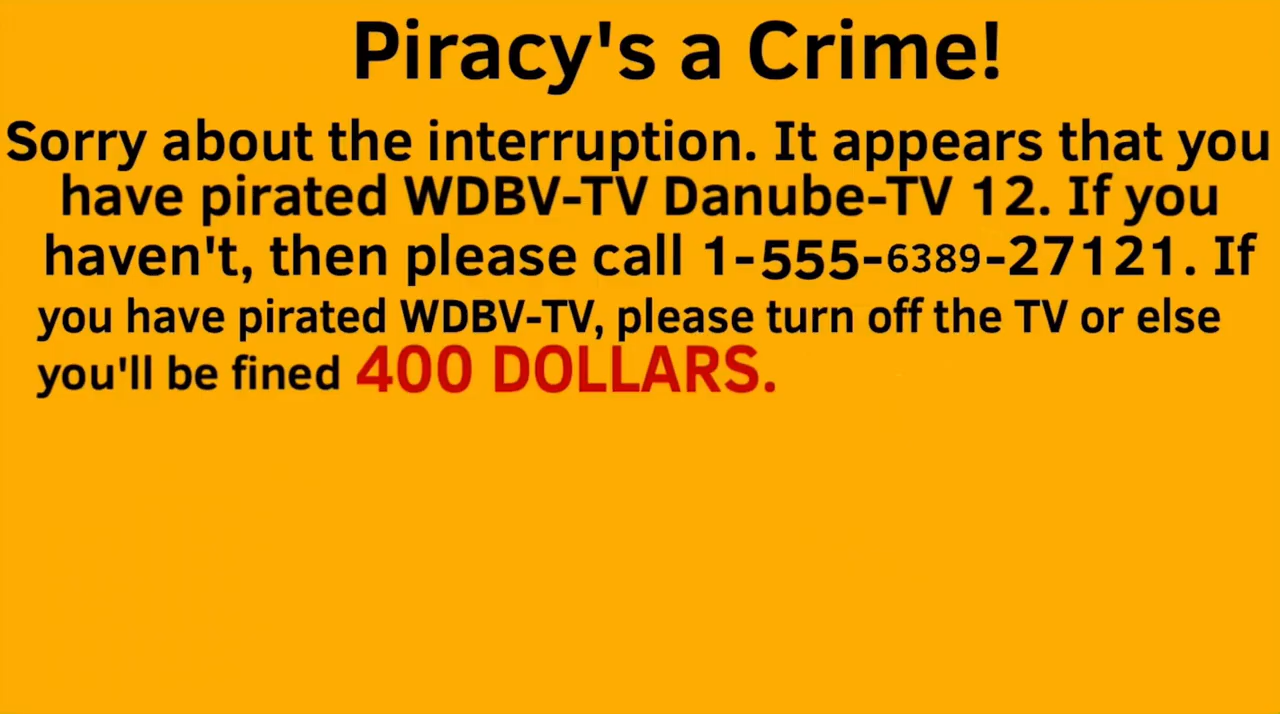 Piracy's a Crime!
Sorry about the interruption. It appears that you
have pirated WDBV-TV Danube-TV 12. If you
haven't, then please call 1-555-6389-27121. If
you have pirated WDBV-TV, please turn off the TV or else
you'll be fined 400 DOLLARS.